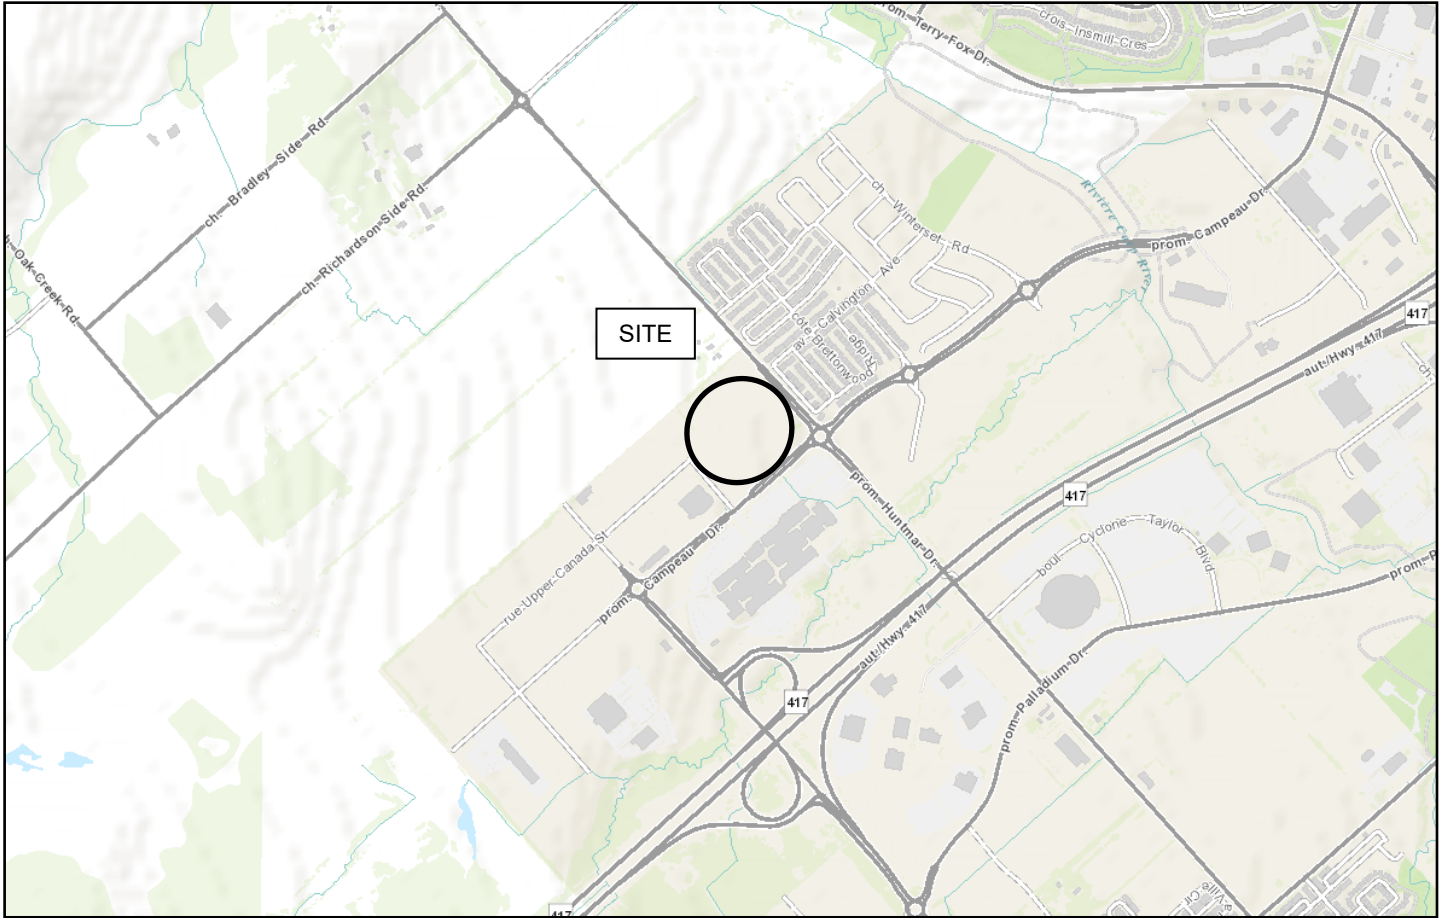 prom. Terry-Fox-Dr.
crois.-Insmill-Cres
ch. Bradley-Side-Rd.
ch. Richardson-Side-Rd.
Oak-Creek-Rd.
ch. Winterset Rd
Rivière Carp River
prom. Campeau-Dr.
av. Calvington Ave
côte Brettonwood
Ridge
SITE
417
aut./Hwy.-417
417
prom. Huntmar-Dr.
boul Cyclone Taylor
Blvd
rue-Upper-Canada-St
prom. Campeau-Dr.
aut./Hwy.-417
prom. Palladium-Dr.
417
417